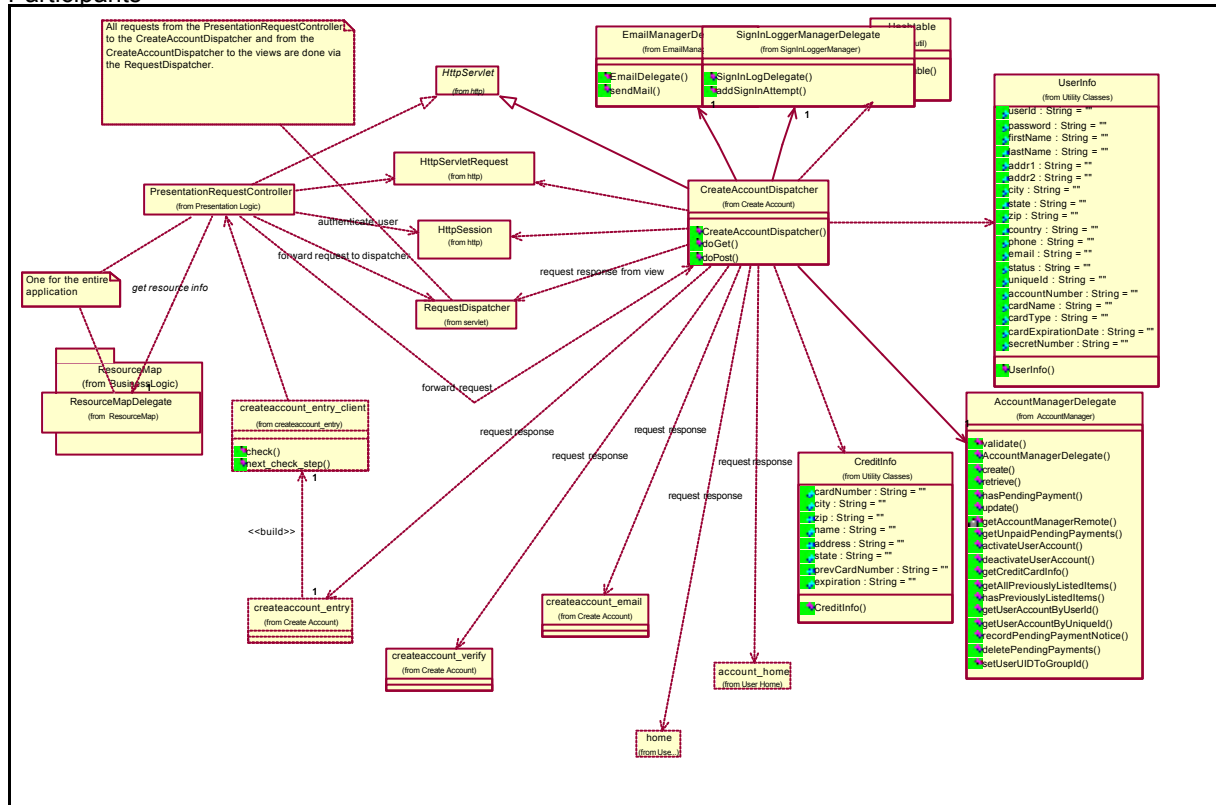 Participants
All requests from the PresentationRequestController
to the CreateAccountDispatcher and from the
CreateAccountDispatcher to the views are done via
the RequestDispatcher.
HttpServlet
(from http)
EmailManagerDe
(from EmailMana
EmailDelegate()
sendMail()
1
SignInLoggerManagerDelegate
(from SignInLoggerManager)
SignInLogDelegate()
addSignInAttempt()
1
Hashtable
util)
ble()
UserInfo
(from Utility Classes)
userId : String = ""
password : String = ""
firstName : String = ""
lastName : String = ""
addr1 : String = ""
addr2 : String = ""
city : String = ""
state : String = ""
zip : String = ""
country : String = ""
phone : String = ""
email : String = ""
status : String = ""
uniqueId : String = ""
accountNumber : String = ""
cardName : String = ""
cardType : String = ""
cardExpirationDate : String = ""
secretNumber : String = ""
UserInfo()
HttpServletRequest
(from http)
PresentationRequestController
(from Presentation Logic)
CreateAccountDispatcher
(from Create Account)
CreateAccountDispatcher()
doGet()
doPost()
authenticate user
HttpSession
(from http)
forward request to dispatcher
request response from view
One for the entire
application
get resource info
RequestDispatcher
(from servlet)
ResourceMap
(from BusinessLogic)
1
ResourceMapDelegate
(from ResourceMap)
forward request
createaccount_entry_client
(from createaccount_entry)
check()
next_check_step()
1
<<build>>
1
request response
request response
request response
request response
request response
AccountManagerDelegate
(from AccountManager)
1
validate()
AccountManagerDelegate()
create()
retrieve()
hasPendingPayment()
update()
getAccountManagerRemote()
getUnpaidPendingPayments()
activateUserAccount()
deactivateUserAccount()
getCreditCardInfo()
getAllPreviouslyListedItems()
hasPreviouslyListedItems()
getUserAccountByUserId()
getUserAccountByUniqueId()
recordPendingPaymentNotice()
deletePendingPayments()
setUserUIDToGroupId()
CreditInfo
(from Utility Classes)
cardNumber : String = ""
city : String = ""
zip : String = ""
name : String = ""
address : String = ""
state : String = ""
prevCardNumber : String = ""
expiration : String = ""
CreditInfo()
createaccount_entry
(from Create Account)
createaccount_email
(from Create Account)
createaccount_verify
(from Create Account)
account_home
(from User Home)
home
(from Use...)